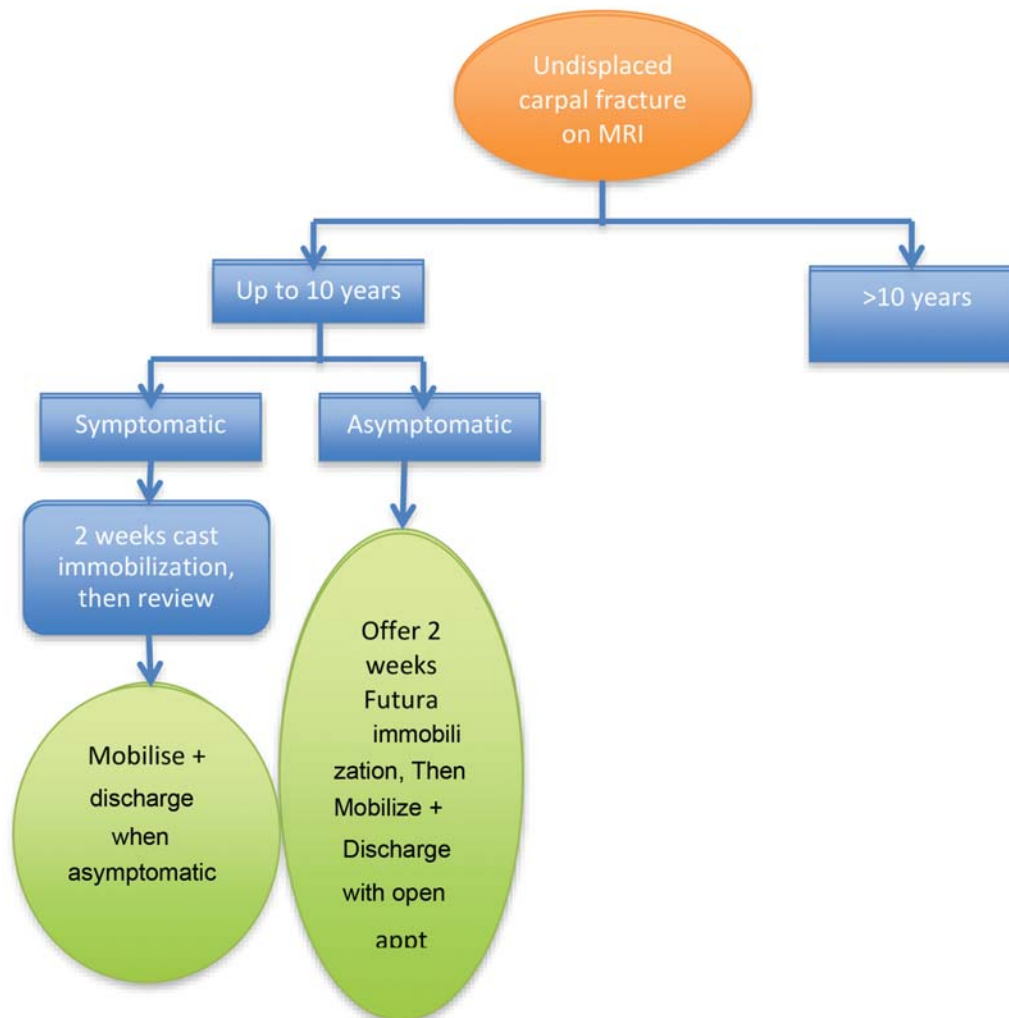 Undisplaced
carpal fracture
on MRI
Up to 10 years
>10 years
Symptomatic
Asymptomatic
2 weeks cast
immobilization,
then review
Offer 2
weeks
Futura
immobili
zation, Then
Mobilize +
Discharge
with open
appt
Mobilise +
discharge
when
asymptomatic